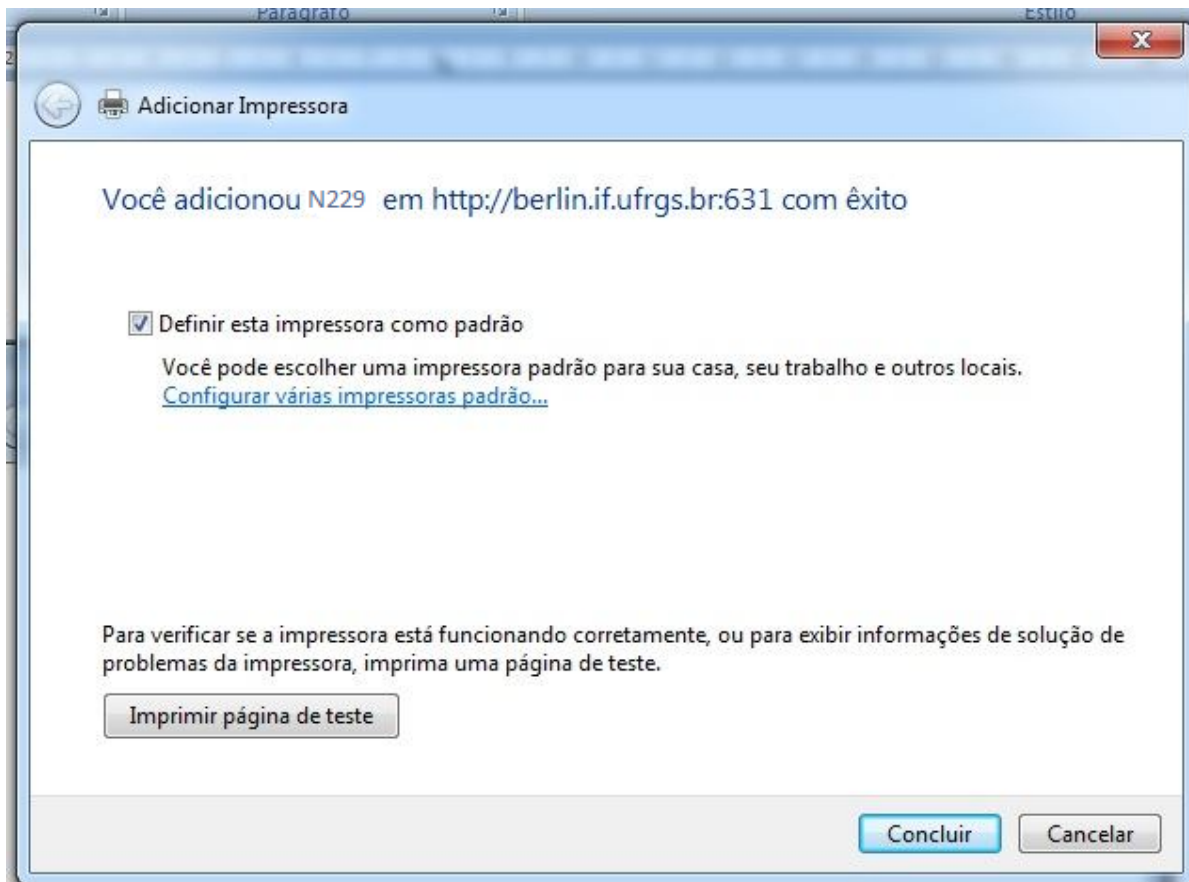 Parágrafo
Estilo
2
Adicionar Impressora
Você adicionou N229 em http://berlin.if.ufrgs.br:631 com êxito
Definir esta impressora como padrão
Você pode escolher uma impressora padrão para sua casa, seu trabalho e outros locais.
Configurar várias impressoras padrão...
Para verificar se a impressora está funcionando corretamente, ou para exibir informações de solução de
problemas da impressora, imprima uma página de teste.
Imprimir página de teste
Concluir
Cancelar